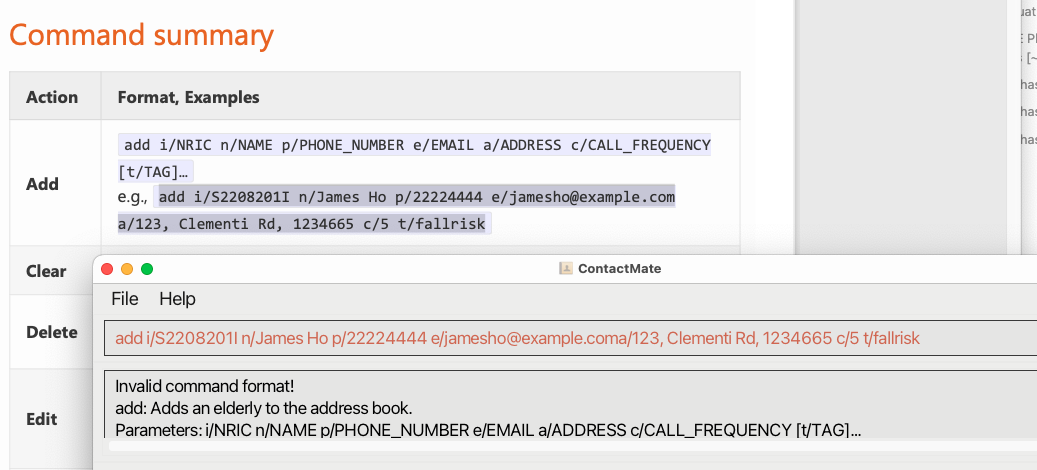 Command summary
Action Format, Examples
Add
add i/NRIC n/NAME p/PHONE_NUMBER e/EMAIL a/ADDRESS c/CALL_FREQUENCY
[t/TAG]…
e.g., add i/S2208201I n/James Ho p/22224444 e/jamesho@example.com
a/123, Clementi Rd, 1234665 c/5 t/fallrisk
Clear
Delete
Edit
ContactMate
File Help
add i/S2208201I n/James Ho p/22224444 e/jamesho@example.coma/123, Clementi Rd, 1234665 c/5 t/fallrisk
Invalid command format!
add: Adds an elderly to the address book.
Parameters: i/NRIC n/NAME p/PHONE_NUMBER e/EMAIL a/ADDRESS c/CALL_FREQUENCY [t/TAG]...